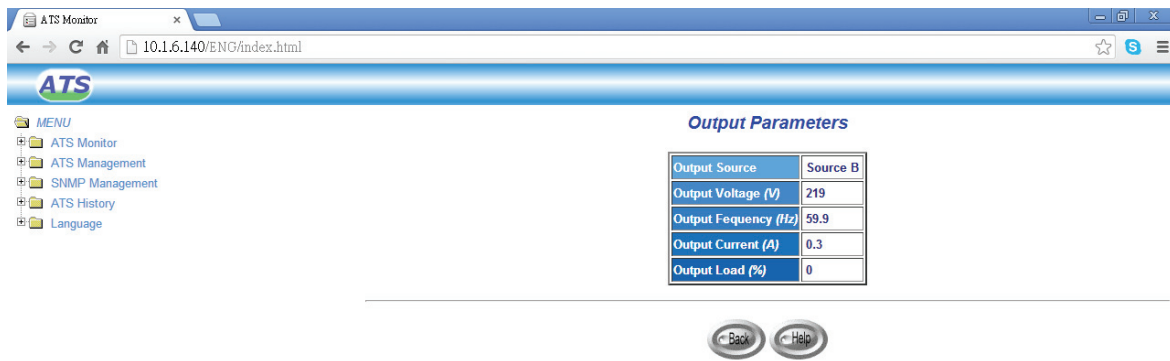 ATS Monitor
10.1.6.140/ENG/index.html
ATS
MENU
ATS Monitor
ATS Management
SNMP Management
ATS History
Language
Output Parameters
Output Source Source B
Output Voltage (V) 219
Output Fequency (Hz) 59.9
Output Current (A) 0.3
Output Load (%) 0
Back Help